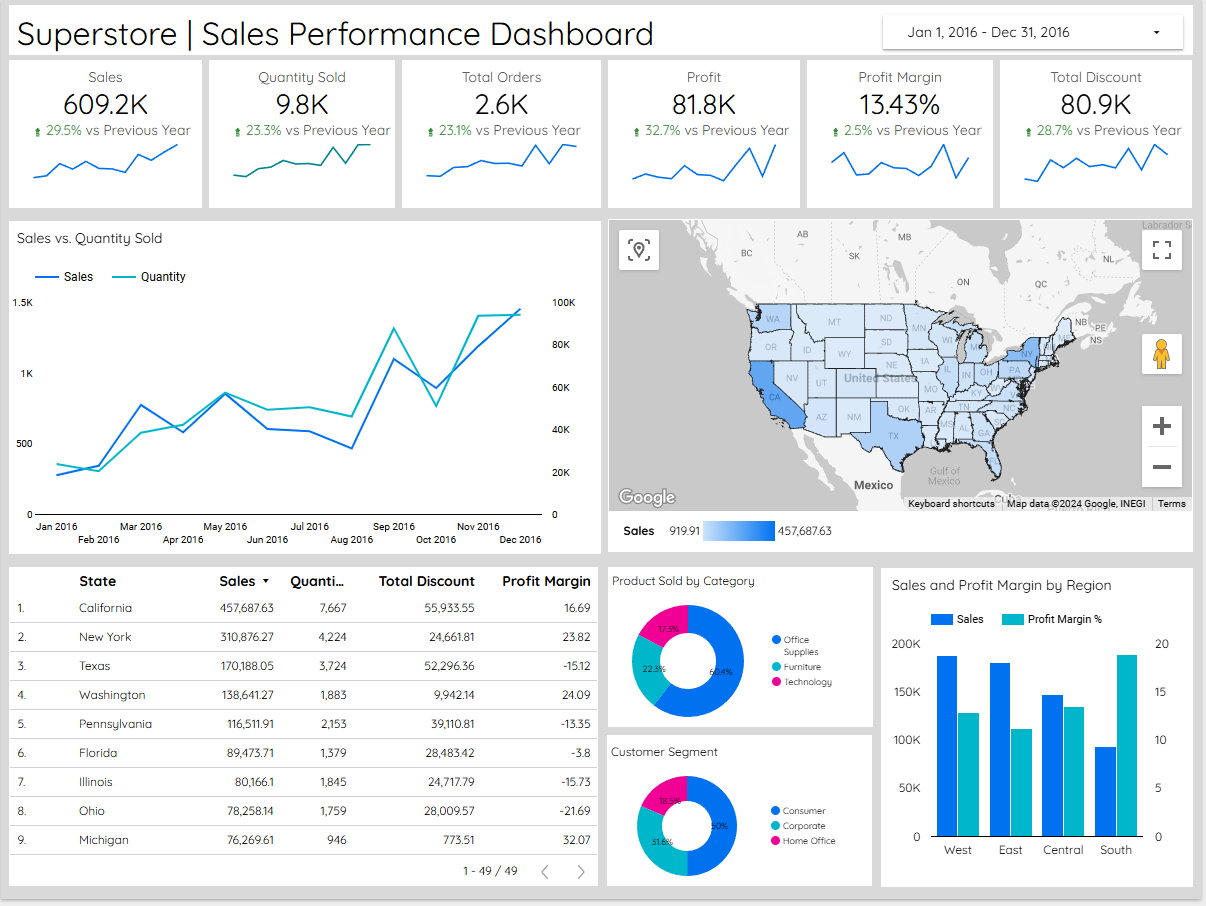 Superstore | Sales Performance Dashboard
Jan 1, 2016 - Dec 31, 2016
Sales
609.2K
29.5% vs Previous Year
Quantity Sold
9.8K
23.3% vs Previous Year
Total Orders
2.6K
23.1% vs Previous Year
Profit
81.8K
32.7% vs Previous Year
Profit Margin
13.43%
2.5% vs Previous Year
Total Discount
80.9K
28.7% vs Previous Year
Sales vs. Quantity Sold
Sales Quantity
1.5K
1K
500
0
100K
80K
60K
40K
20K
0
Jan 2016 Mar 2016 May 2016 Jul 2016 Sep 2016 Nov 2016
Feb 2016 Apr 2016 Jun 2016 Aug 2016 Oct 2016 Dec 2016
Labrador S
AB
MB
BC
SK
NL
ON
QC
NB
PE
NS
WA
MT
ND
MN
OR
ID
SD
WI
MI
NY
ME
WY
IA
NE
PA
NV
UT
United States
IL
IN
OH
CA
MO
KY
WV
VA
AZ
NM
OK
AR
TN
NC
SC
MS
AL
GA
TX
LA
FL
Gulf of
Mexico
Mexico
Cuba
Google
Keyboard shortcuts Map data ©2024 Google, INEGI Terms
Sales 919.91 457,687.63
State Sales Quanti... Total Discount Profit Margin
1. California 457,687.63 7,667 55,933.55 16.69
2. New York 310,876.27 4,224 24,661.81 23.82
3. Texas 170,188.05 3,724 52,296.36 -15.12
4. Washington 138,641.27 1,883 9,942.14 24.09
5. Pennsylvania 116,511.91 2,153 39,110.81 -13.35
6. Florida 89,473.71 1,379 28,483.42 -3.8
7. Illinois 80,166.1 1,845 24,717.79 -15.73
8. Ohio 78,258.14 1,759 28,009.57 -21.69
9. Michigan 76,269.61 946 773.51 32.07
1 - 49 / 49
Product Sold by Category
17.3%
22.3%
60.4%
Office
Supplies
Furniture
Technology
Customer Segment
18.5%
50%
31.6%
Consumer
Corporate
Home Office
Sales and Profit Margin by Region
Sales Profit Margin %
200K
150K
100K
50K
0
20
15
10
5
0
West East Central South